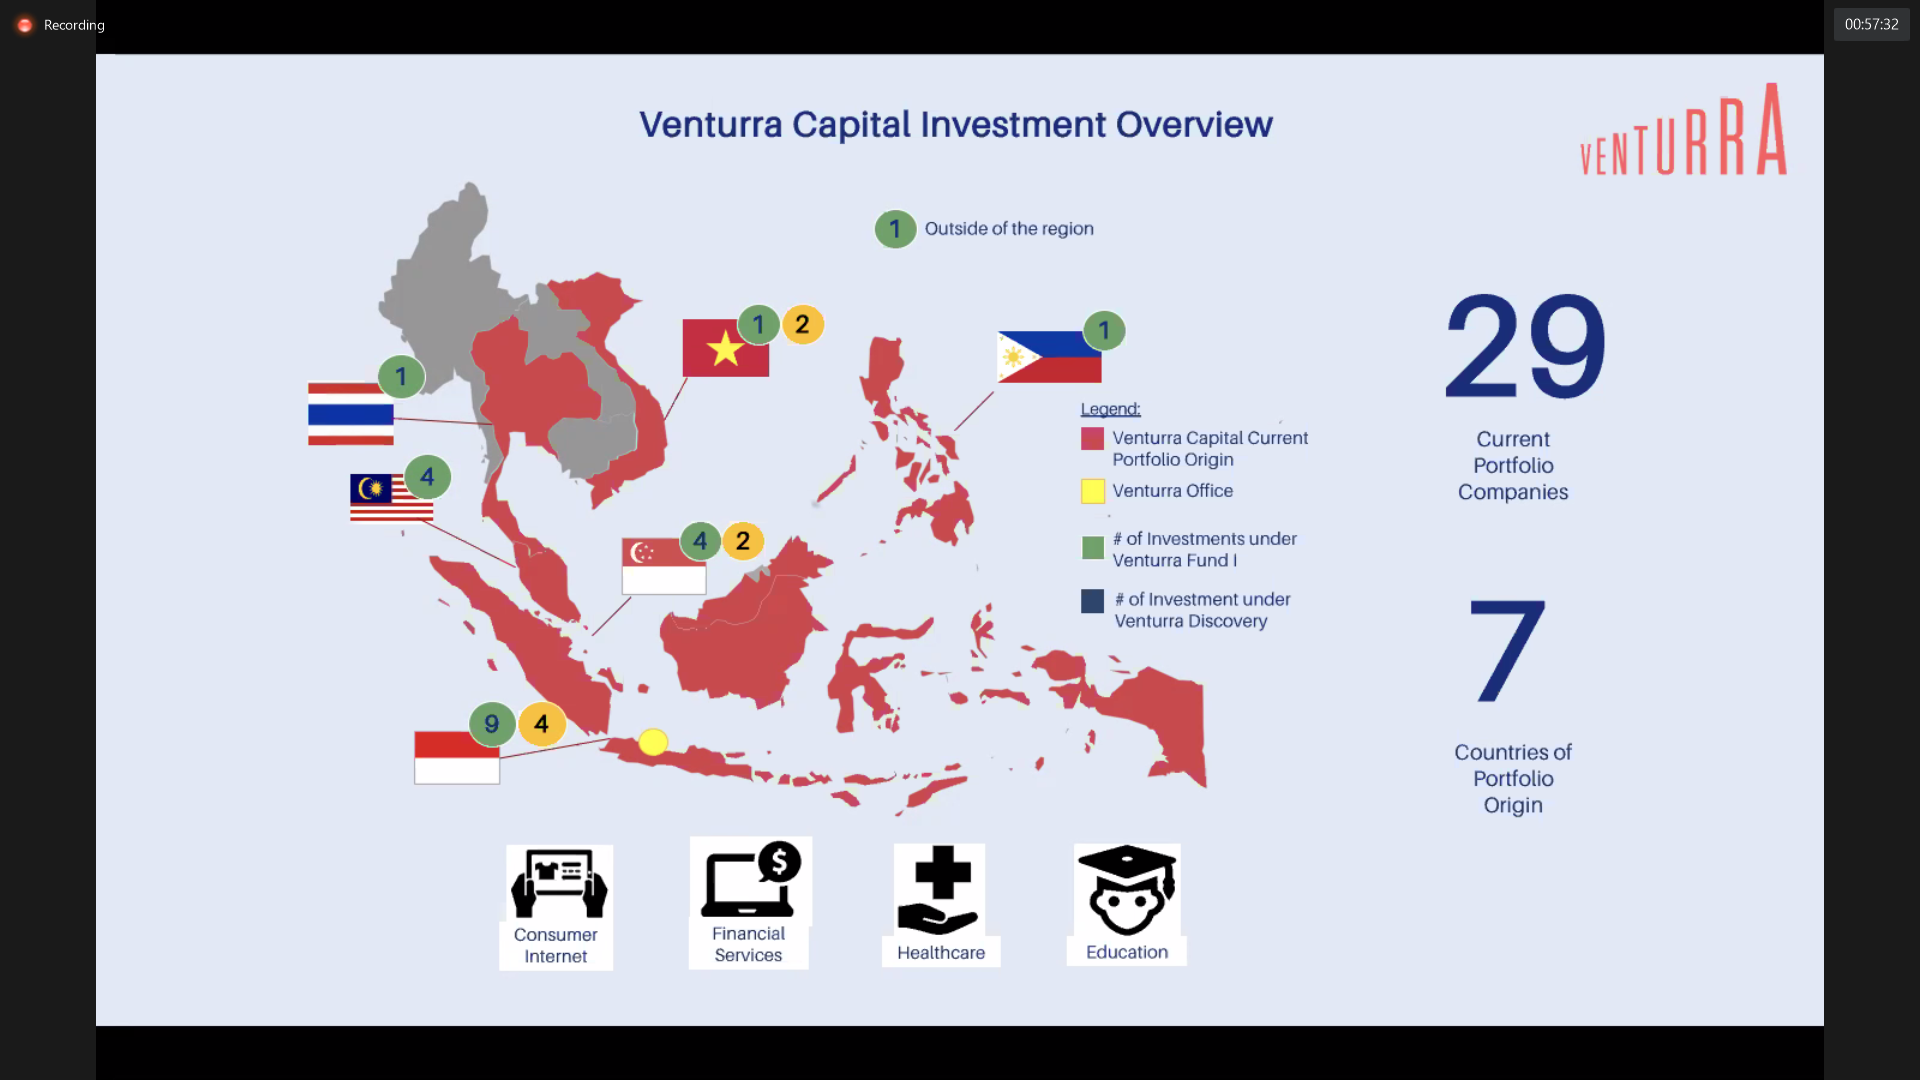 Recording
00:57:32
Venturra Capital Investment Overview
VENTURRA
1 Outside of the region
1 2
1
1
4
4 2
9 4
Legend:
Venturra Capital Current
Portfolio Origin
Venturra Office
# of Investments under
Venturra Fund I
# of Investment under
Venturra Discovery
29
Current
Portfolio
Companies
7
Countries of
Portfolio
Origin
$
Consumer
Internet
Financial
Services
Healthcare
Education